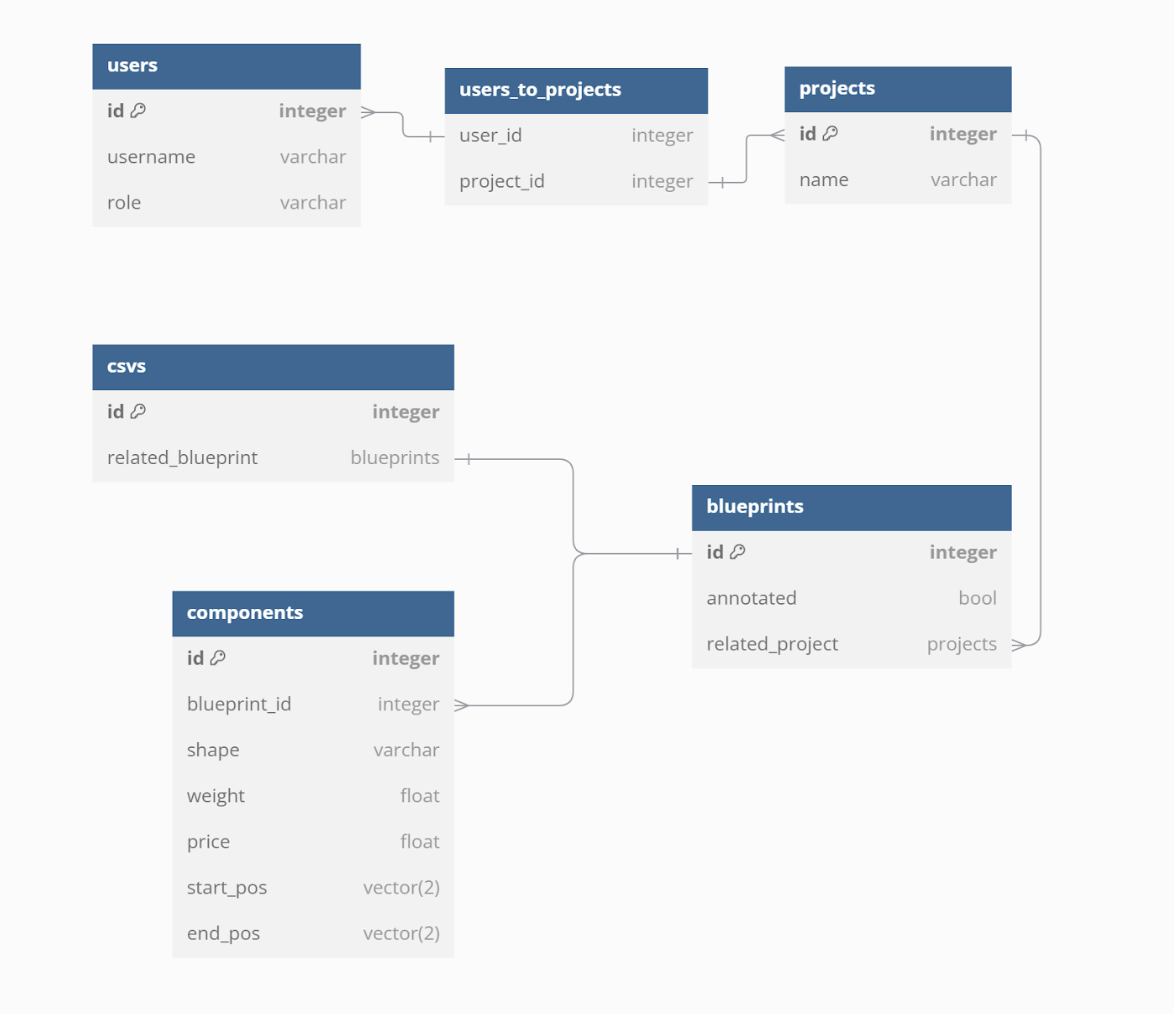 users
id integer
username varchar
role varchar
users_to_projects
user_id integer
project_id integer
projects
id integer
name varchar
csvs
id integer
related_blueprint blueprints
blueprints
id integer
annotated bool
related_project projects
components
id integer
blueprint_id integer
shape varchar
weight float
price float
start_pos vector(2)
end_pos vector(2)